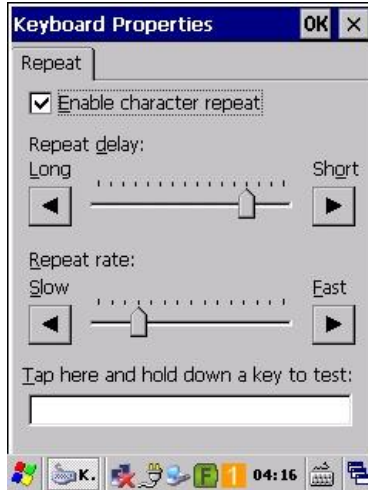 Keyboard Properties OK ×
Repeat
Enable character repeat
Repeat delay:
Long Short
Repeat rate:
Slow Fast
Tap here and hold down a key to test:
K. F 1 04:16